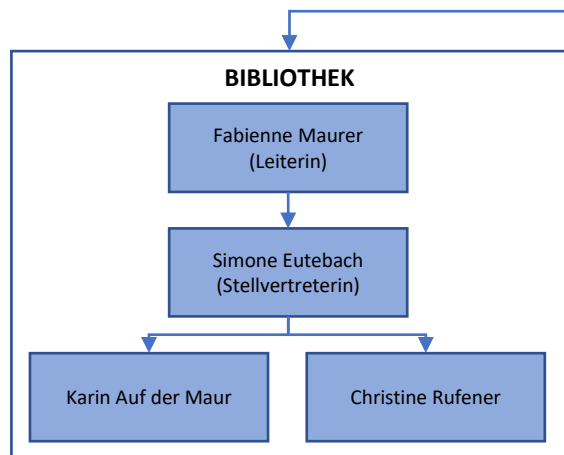 BIBLIOTHEK
Fabienne Maurer
(Leiterin)
Simone Eutebach
(Stellvertreterin)
Karin Auf der Maur
Christine Rufener